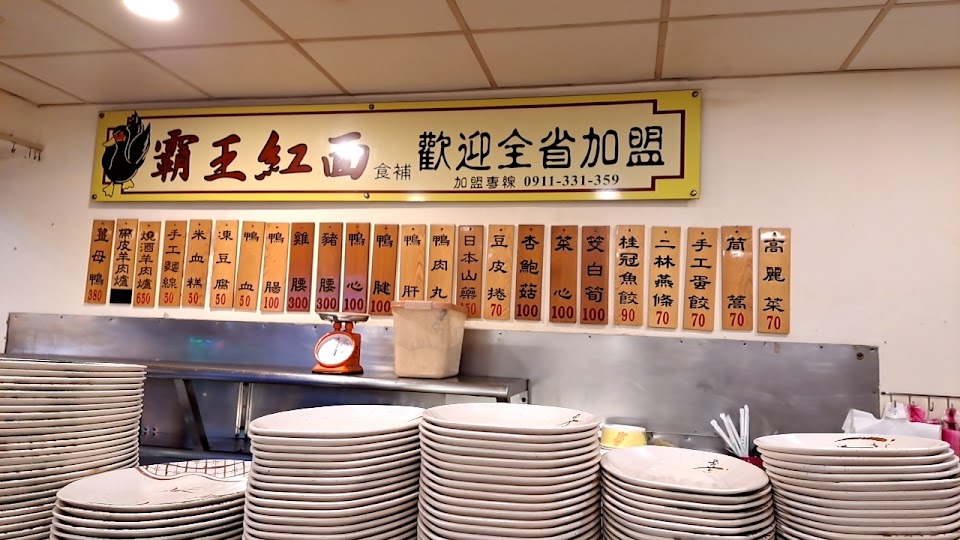 霸王紅面
食補
歡迎全省加盟
加盟專線 0911-331-359
薑母鴨 380
帶皮羊肉爐
燒酒羊肉爐 650
手工麵線 50
米血糕 50
凍豆腐 50
鴨血 50
鴨腸 100
雞腰 300
豬腰 300
鴨心 100
鴨腱 100
鴨肝
鴨肉丸
日本山藥
豆皮捲 70
杏鮑菇 100
菜心 100
茭白筍 100
桂冠魚餃 90
二林燕條 70
手工蛋餃 70
茼蒿 70
高麗菜 70